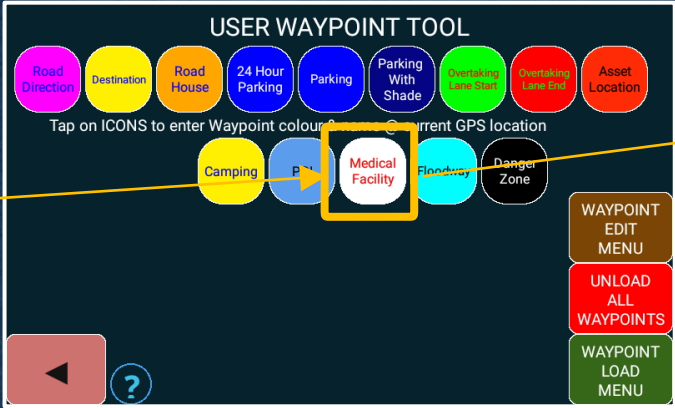 USER WAYPOINT TOOL
Road
Direction
Destination
Road
House
24 Hour
Parking
Parking
Parking
With
Shade
Overtaking
Lane Start
Overtaking
Lane End
Asset
Location
Tap on ICONS to enter Waypoint colour & name @ current GPS location
Camping
Medical
Facility
Floodway
Danger
Zone
WAYPOINT
EDIT
MENU
UNLOAD
ALL
WAYPOINTS
WAYPOINT
LOAD
MENU
?